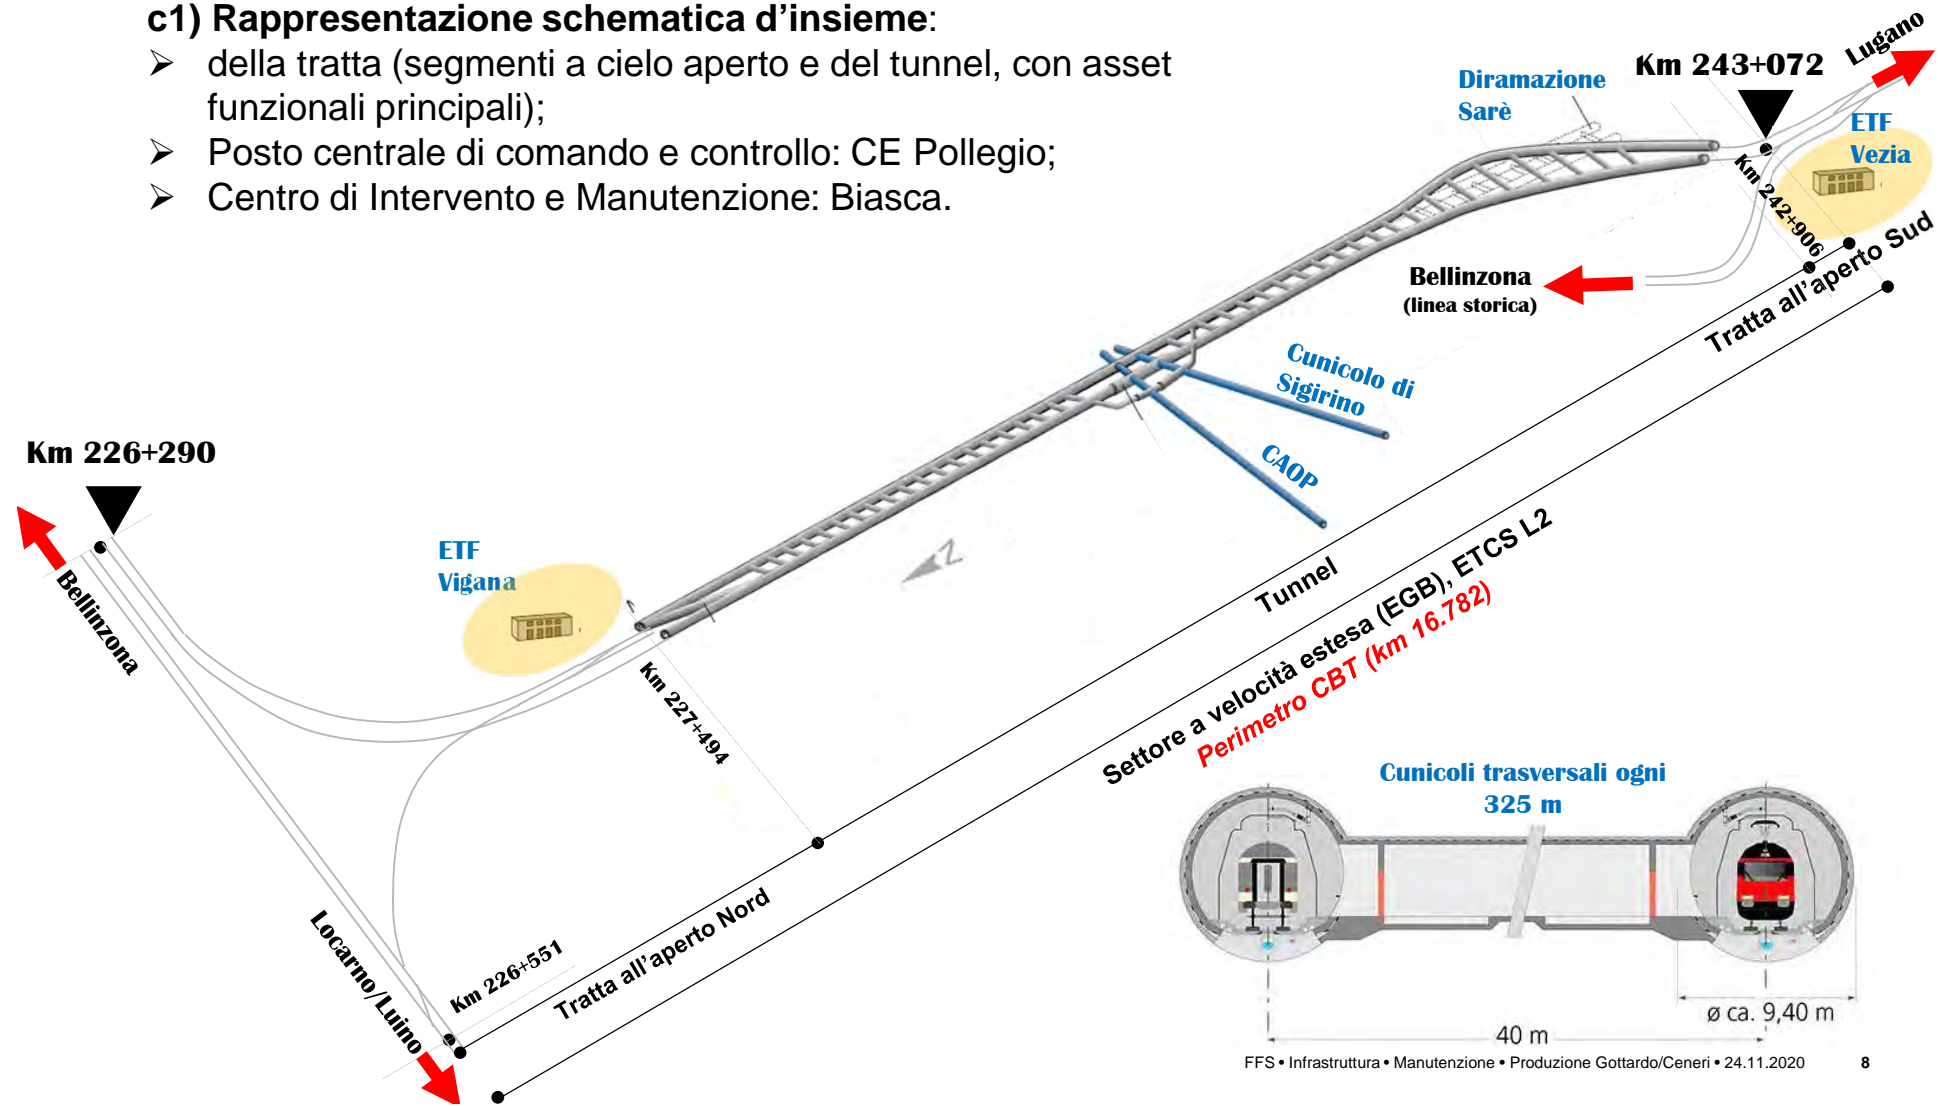 c1) Rappresentazione schematica d’insieme:
➢ della tratta (segmenti a cielo aperto e del tunnel, con asset
funzionali principali);
➢ Posto centrale di comando e controllo: CE Pollegio;
➢ Centro di Intervento e Manutenzione: Biasca.
Lugano
Km 243+072
Diramazione
Sarè
ETF
Vezia
Km 242+906
Bellinzona
(linea storica)
Tratta all’aperto Sud
Cunicolo di
Sigirino
CAOP
Km 226+290
Bellinzona
ETF
Vigana
N
Km 227+494
Tunnel
Settore a velocità estesa (EGB), ETCS L2
Perimetro CBT (km 16.782)
Cunicoli trasversali ogni
325 m
Locarno/Luino
Km 226+551
Tratta all’aperto Nord
ø ca. 9,40 m
40 m
FFS • Infrastruttura • Manutenzione • Produzione Gottardo/Ceneri • 24.11.2020 8